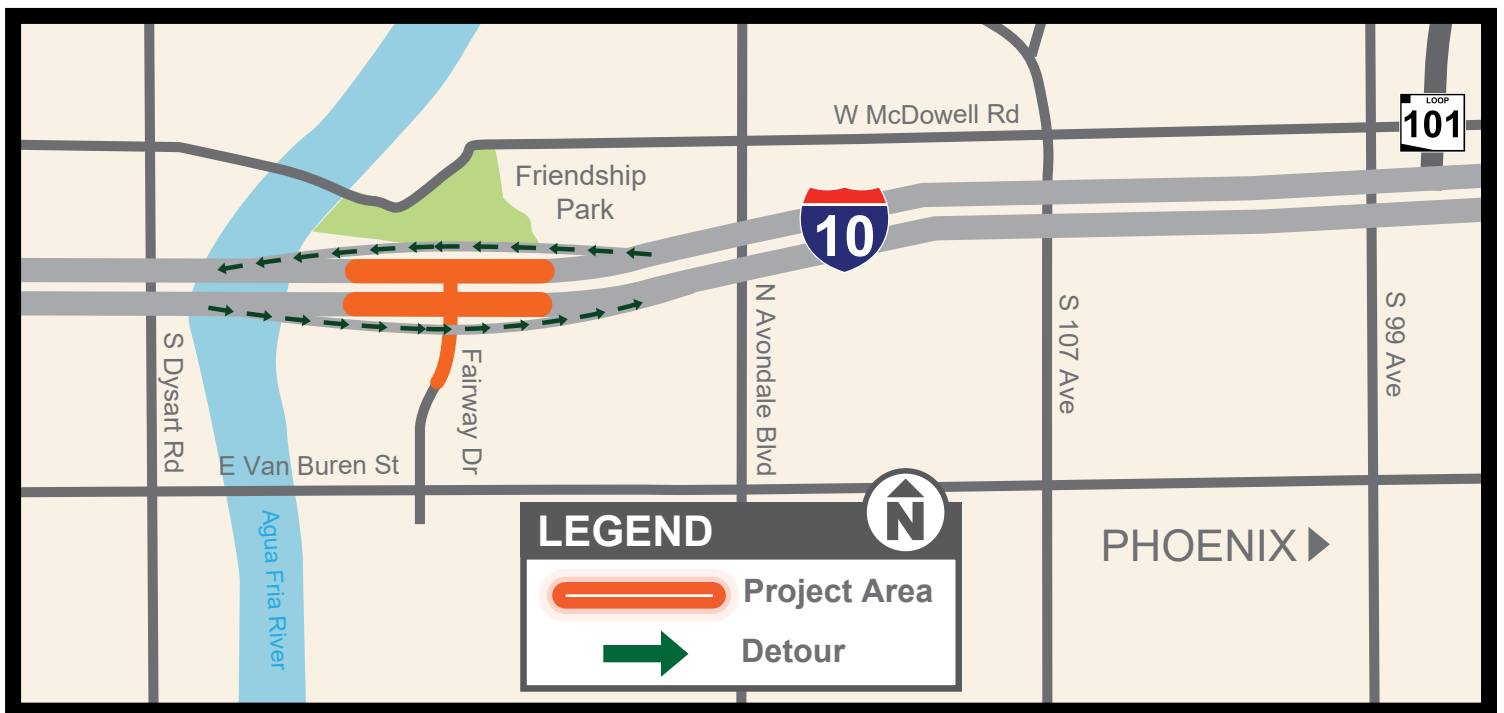 W McDowell Rd
LOOP
101
Friendship
Park
10
S Dysart Rd
Fairway Dr
N Avondale Blvd
S 107 Ave
S 99 Ave
E Van Buren St
Agua Fria River
PHOENIX
LEGEND
N
Project Area
Detour